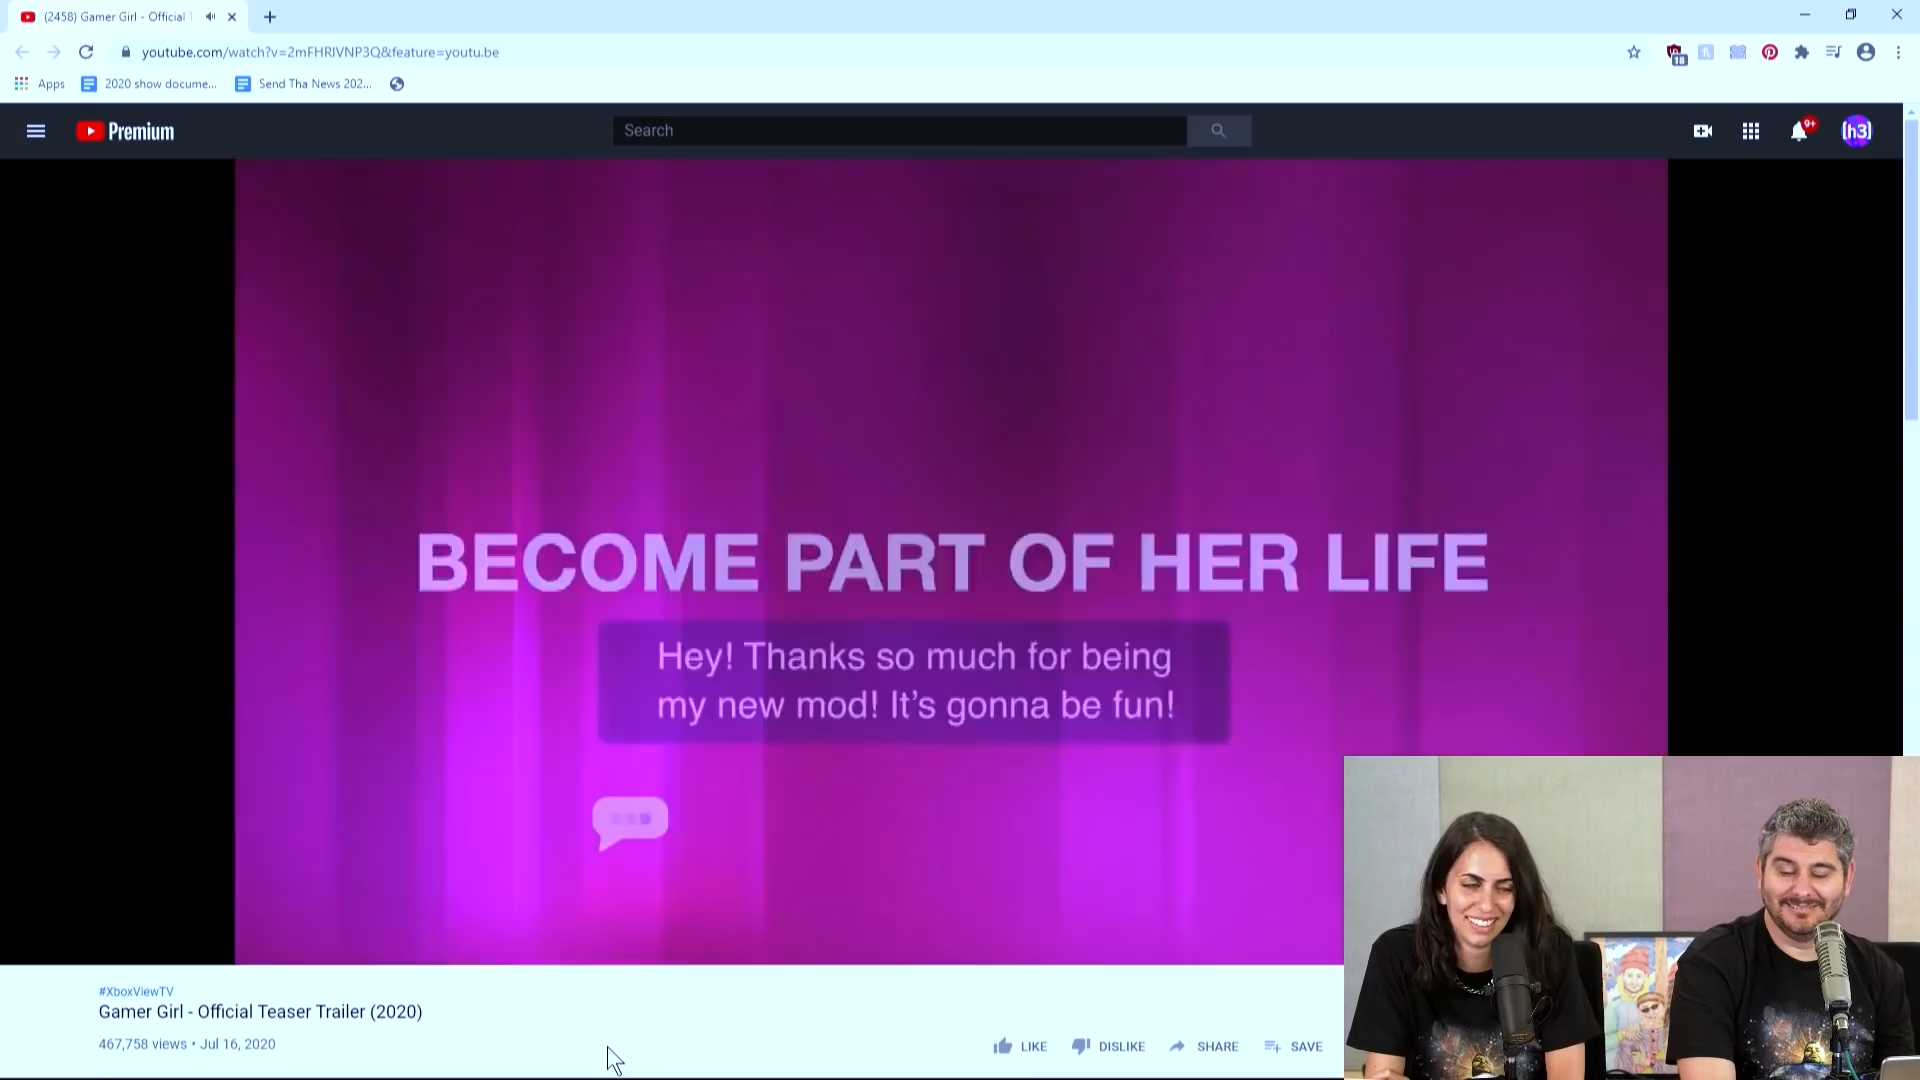 (2458) Gamer Girl - Official
youtube.com/watch?v=2mFHRIVNP3Q&feature=youtu.be
18
Apps
2020 show docume...
Send Tha News 202...
Premium
Search
9+
[h3]
BECOME PART OF HER LIFE
Hey! Thanks so much for being
my new mod! It's gonna be fun!
#XboxViewTV
Gamer Girl - Official Teaser Trailer (2020)
467,758 views • Jul 16, 2020
LIKE
DISLIKE
SHARE
SAVE